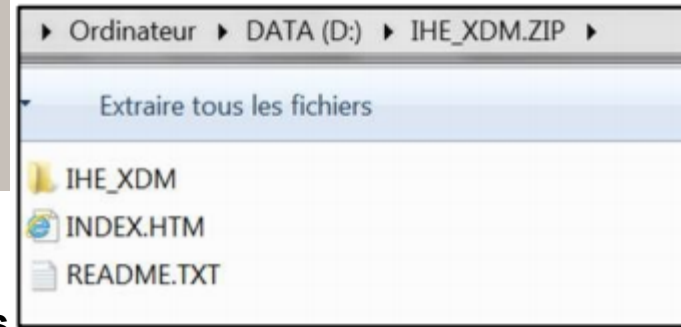 Ordinateur DATA (D:) IHE_XDM.ZIP
Extraire tous les fichiers
IHE_XDM
INDEX.HTM
README.TXT